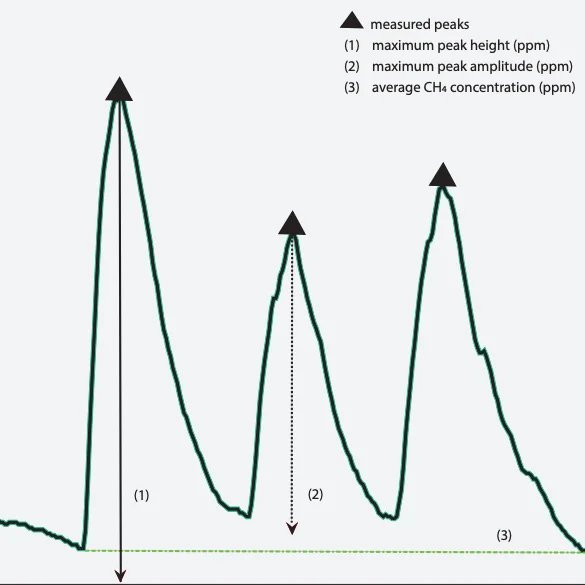 measured peaks
(1) maximum peak height (ppm)
(2) maximum peak amplitude (ppm)
(3) average CH₄ concentration (ppm)
(1)
(2)
(3)